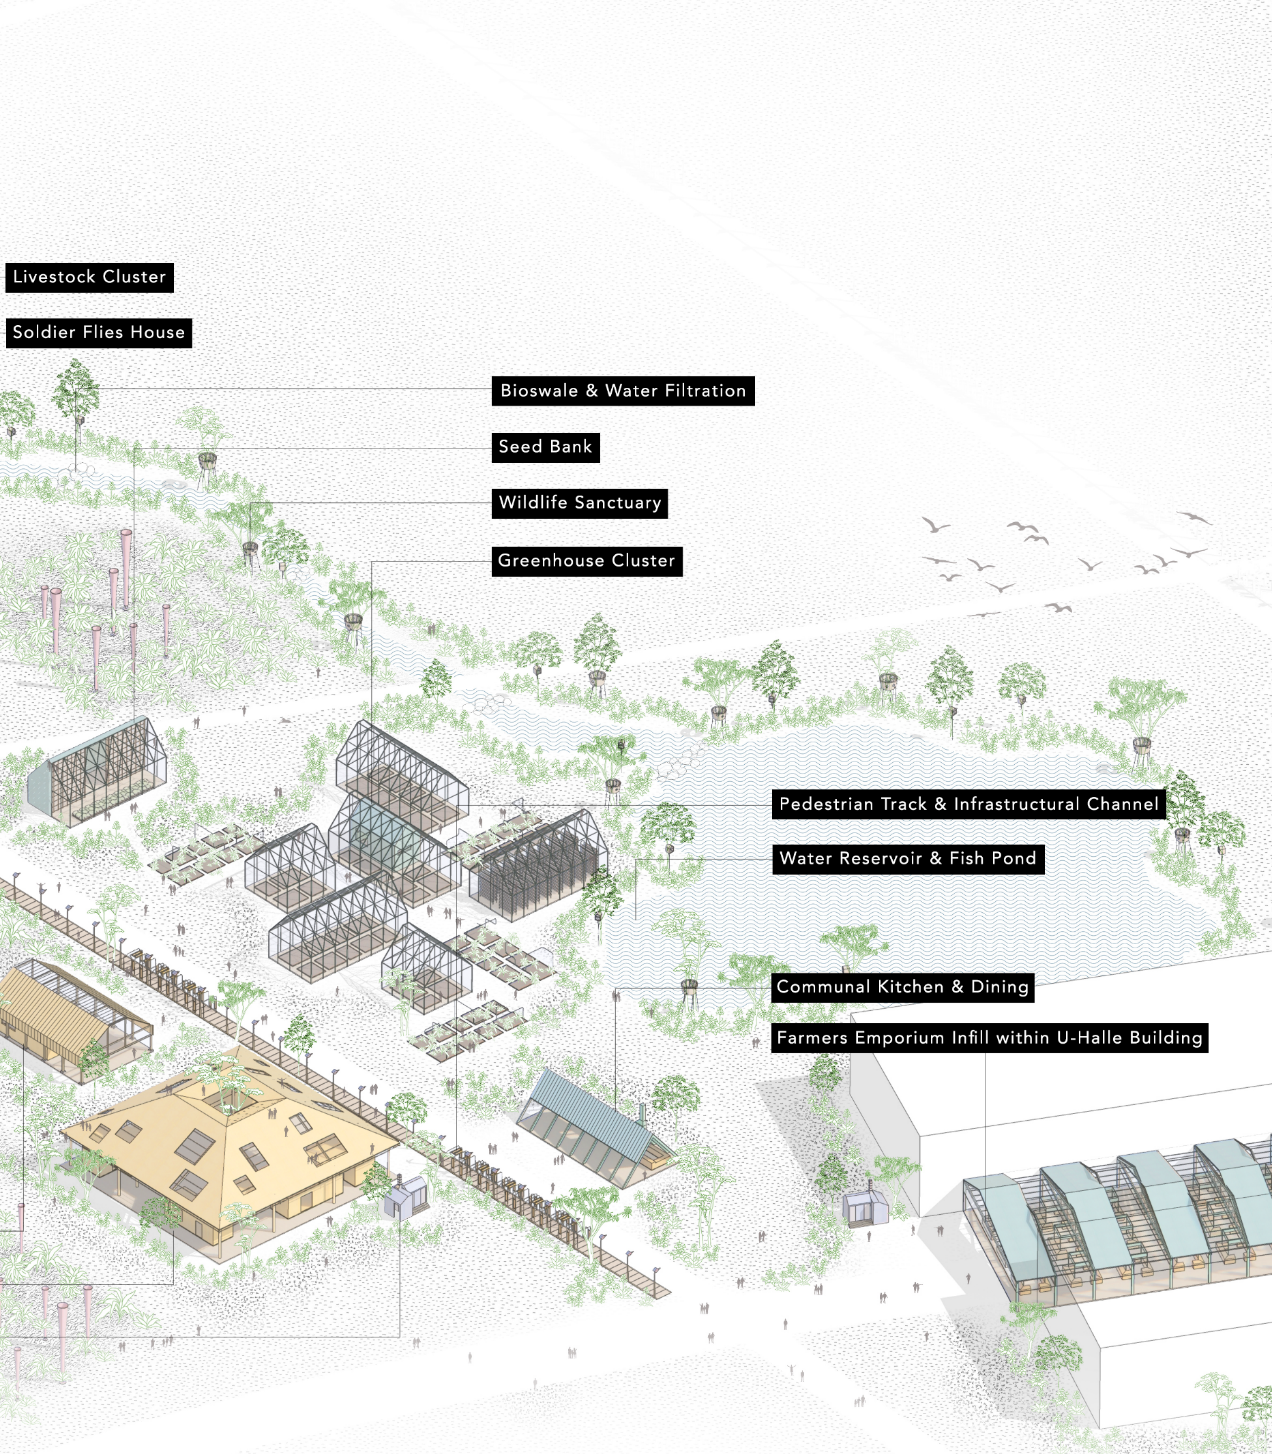 Livestock Cluster
Soldier Flies House
Bioswale & Water Filtration
Seed Bank
Wildlife Sanctuary
Greenhouse Cluster
Pedestrian Track & Infrastructural Channel
Water Reservoir & Fish Pond
Communal Kitchen & Dining
Farmers Emporium Infill within U-Halle Building